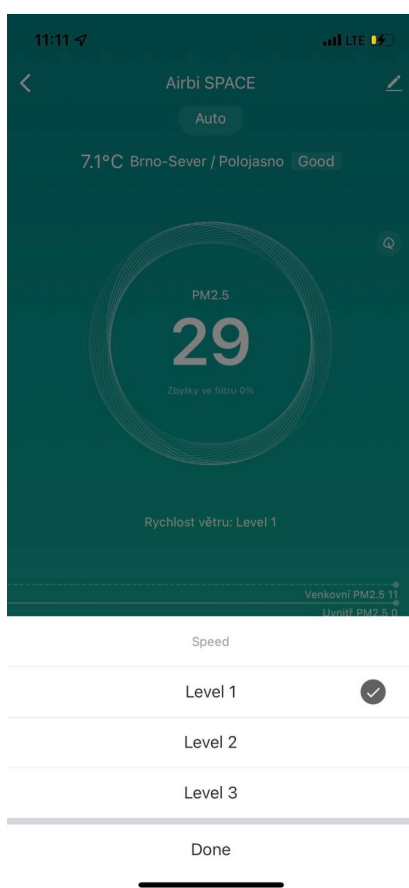 11:11
LTE
Airbi SPACE
Auto
7.1°C Brno-Sever / Polojasno Good
PM2.5
29
Zbytky ve filtru 0%
Rychlost větru: Level 1
Venkovní PM2.5 11
Uvnitř PM2.5 0
Speed
Level 1
Level 2
Level 3
Done